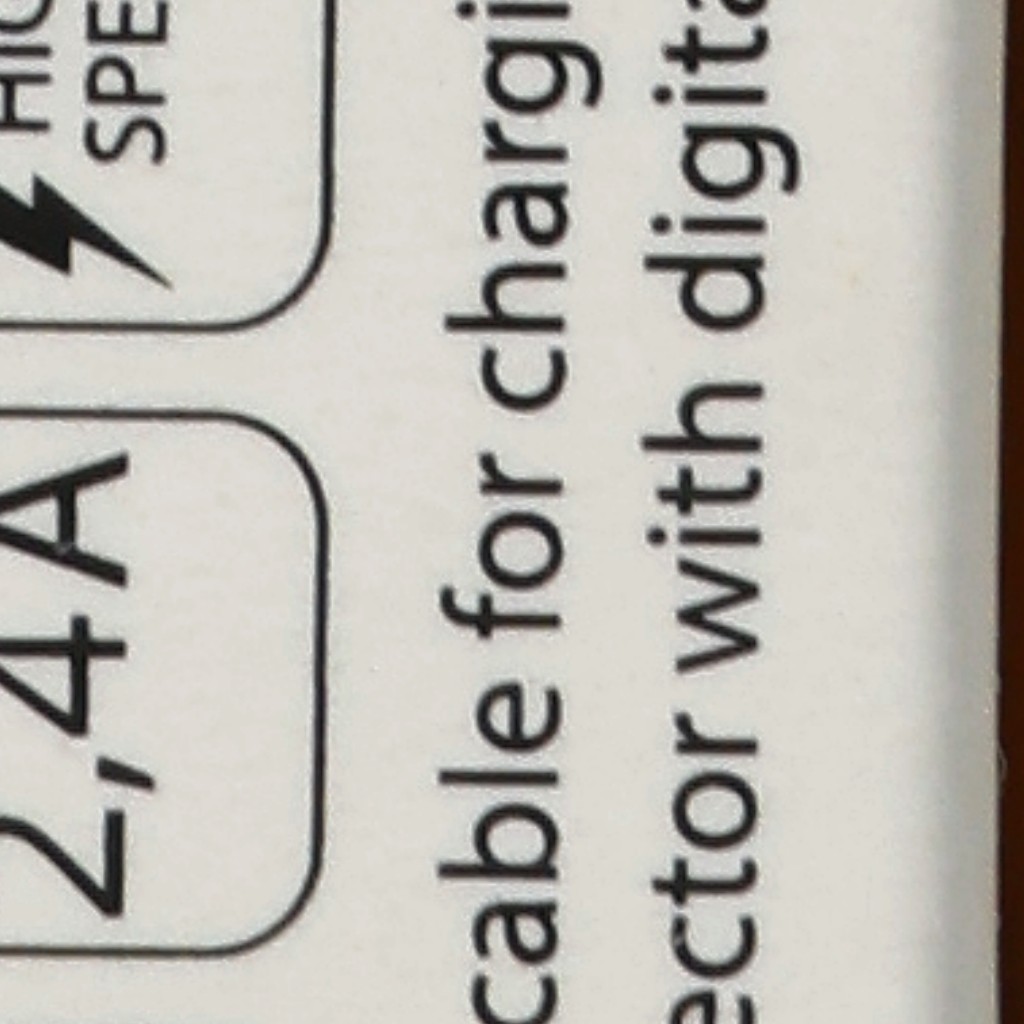 2,4A
SPE
cable for chargi
ector with digita